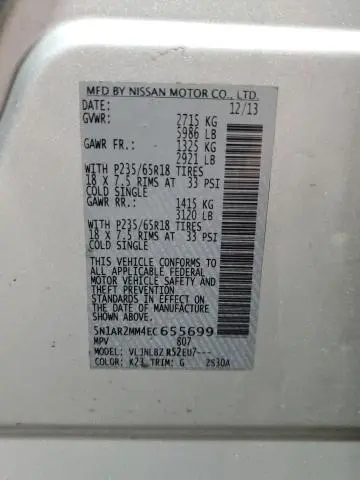 MFD BY NISSAN MOTOR CO., LTD.
DATE: 12/13
GVWR: 2715 KG
5986 LB
GAWR FR.: 1325 KG
2921 LB
WITH P235/65R18 TIRES
18 X 7.5 RIMS AT 33 PSI
COLD SINGLE
GAWR RR.: 1415 KG
3120 LB
WITH P235/65R18 TIRES
18 X 7.5 RIMS AT 33 PSI
COLD SINGLE
THIS VEHICLE CONFORMS TO
ALL APPLICABLE FEDERAL
MOTOR VEHICLE SAFETY AND
THEFT PREVENTION
STANDARDS IN EFFECT ON
THE DATE OF MANUFACTURE
SHOWN ABOVE.
5N1AR2MM4EC655699
MPV 807
MODEL: VLJNLBZ R52EU7---
COLOR: K23 TRIM: G 2830A